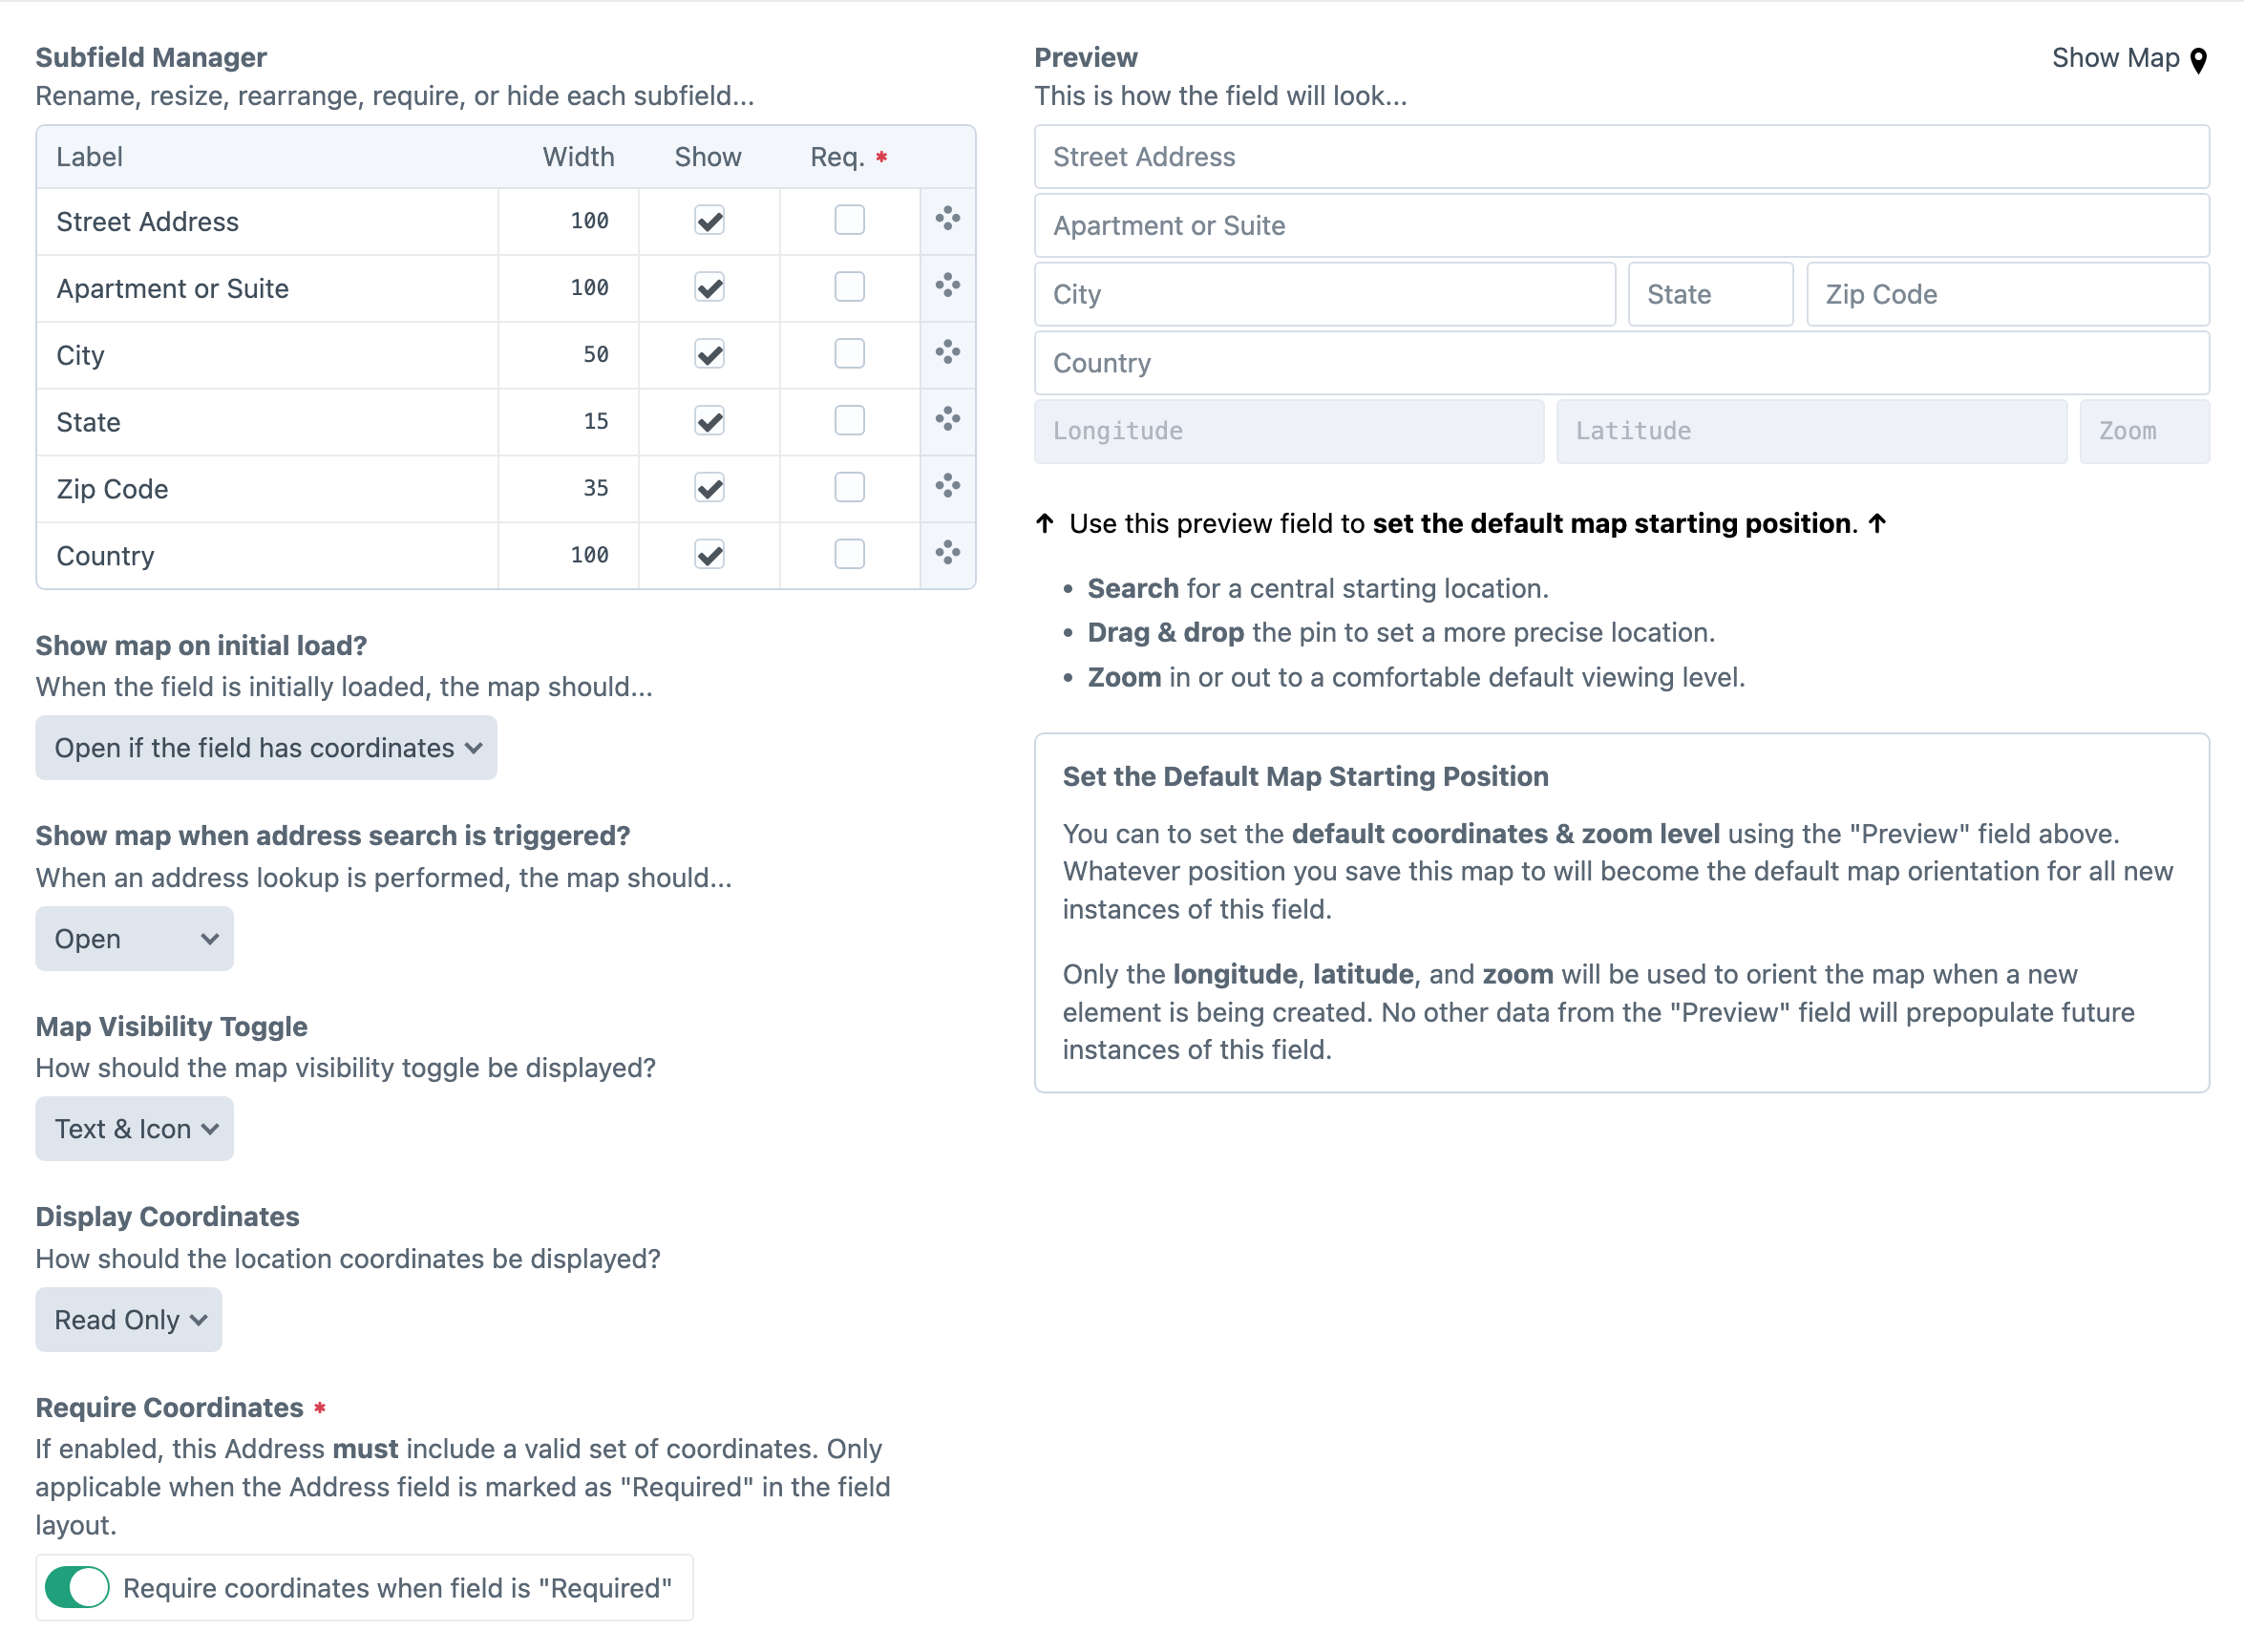 Subfield Manager
Rename, resize, rearrange, require, or hide each subfield...
Label Width Show Req. *
Street Address 100
Apartment or Suite 100
City 50
State 15
Zip Code 35
Country 100
Show map on initial load?
When the field is initially loaded, the map should...
Open if the field has coordinates
Show map when address search is triggered?
When an address lookup is performed, the map should...
Open
Map Visibility Toggle
How should the map visibility toggle be displayed?
Text & Icon
Display Coordinates
How should the location coordinates be displayed?
Read Only
Require Coordinates *
If enabled, this Address must include a valid set of coordinates. Only
applicable when the Address field is marked as "Required" in the field
layout.
Require coordinates when field is "Required"
Preview
Show Map
This is how the field will look...
Street Address
Apartment or Suite
City State Zip Code
Country
Longitude Latitude Zoom
↑ Use this preview field to set the default map starting position. ↑
• Search for a central starting location.
• Drag & drop the pin to set a more precise location.
• Zoom in or out to a comfortable default viewing level.
Set the Default Map Starting Position
You can to set the default coordinates & zoom level using the "Preview" field above.
Whatever position you save this map to will become the default map orientation for all new
instances of this field.
Only the longitude, latitude, and zoom will be used to orient the map when a new
element is being created. No other data from the "Preview" field will prepopulate future
instances of this field.